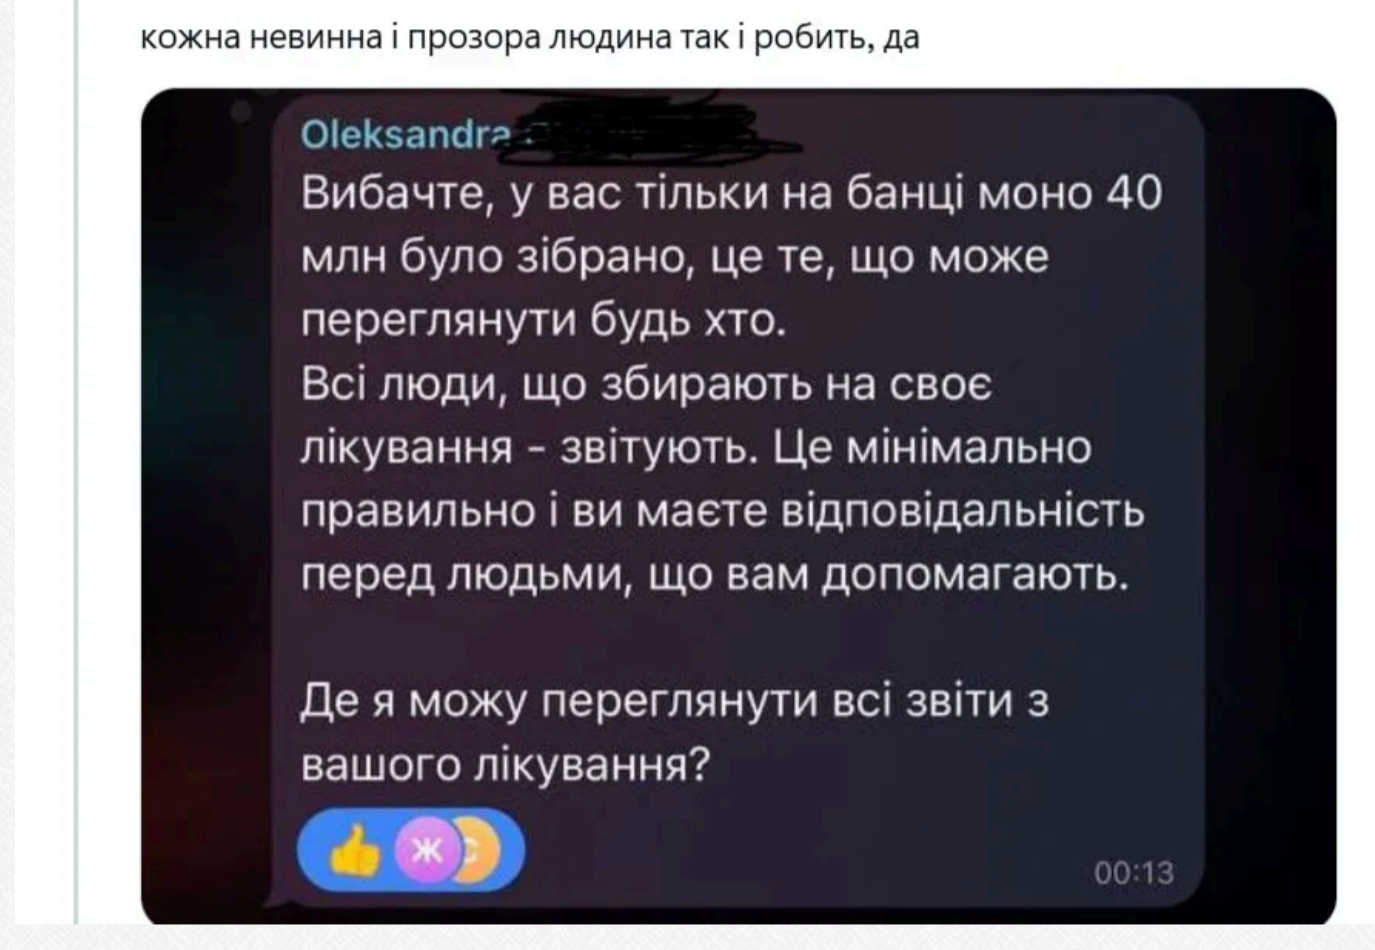 кожна невинна і прозора людина так і робить, да
Oleksandra
Вибачте, у вас тільки на банці моно 40
млн було зібрано, це те, що може
переглянути будь хто.
Всі люди, що збирають на своє
лікування - звітують. Це мінімально
правильно і ви маєте відповідальність
перед людьми, що вам допомагають.
Де я можу переглянути всі звіти з
вашого лікування?
Ж С
00:13